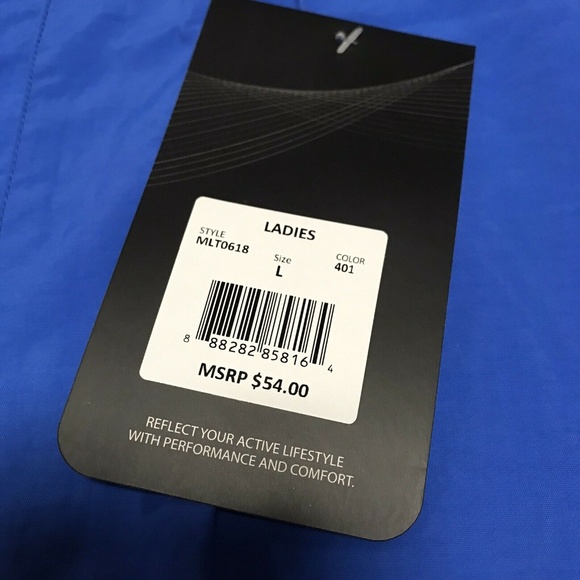 LADIES
STYLE Size COLOR
MLT0618 L 401
8 88282 85816 4
MSRP $54.00
REFLECT YOUR ACTIVE LIFESTYLE
WITH PERFORMANCE AND COMFORT.